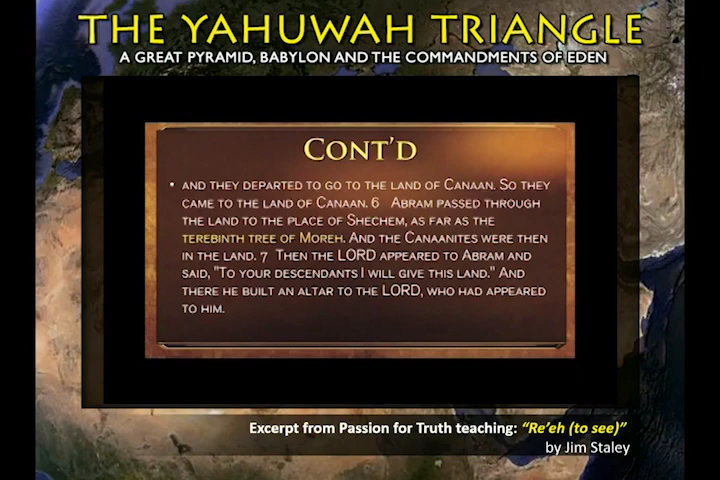 THE YAHUWAH TRIANGLE
A GREAT PYRAMID, BABYLON AND THE COMMANDMENTS OF EDEN
CONT'D
▪ AND THEY DEPARTED TO GO TO THE LAND OF CANAAN. SO THEY
CAME TO THE LAND OF CANAAN. 6 ABRAM PASSED THROUGH
THE LAND TO THE PLACE OF SHECHEM, AS FAR AS THE
TEREBINTH TREE OF MOREH. AND THE CANAANITES WERE THEN
IN THE LAND. 7 THEN THE LORD APPEARED TO ABRAM AND
SAID, "TO YOUR DESCENDANTS I WILL GIVE THIS LAND." AND
THERE HE BUILT AN ALTAR TO THE LORD, WHO HAD APPEARED
TO HIM.
Excerpt from Passion for Truth teaching: “Re’eh (to see)”
by Jim Staley